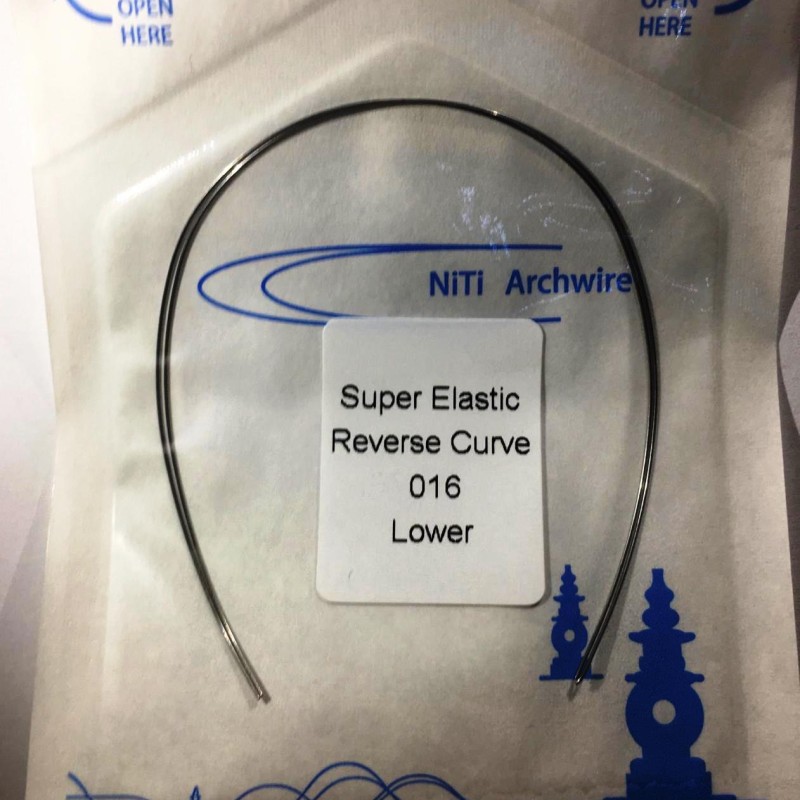 OPEN
HERE
OPEN
HERE
NiTi Archwire
Super Elastic
Reverse Curve
016
Lower